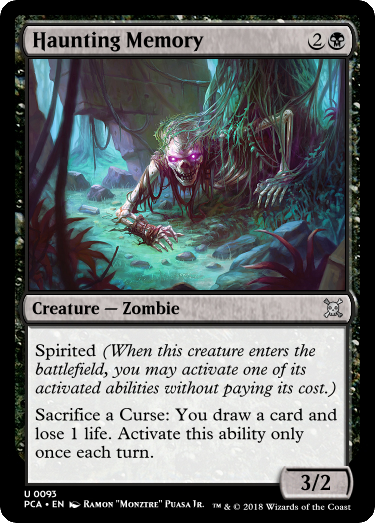 Haunting Memory 2
Creature — Zombie
Spirited (When this creature enters the
battlefield, you may activate one of its
activated abilities without paying its cost.)
Sacrifice a Curse: You draw a card and
lose 1 life. Activate this ability only
once each turn.
3/2
U 0093
PCA • EN Ramon "Monztre" Puasa Jr. ™ & © 2018 Wizards of the Coast